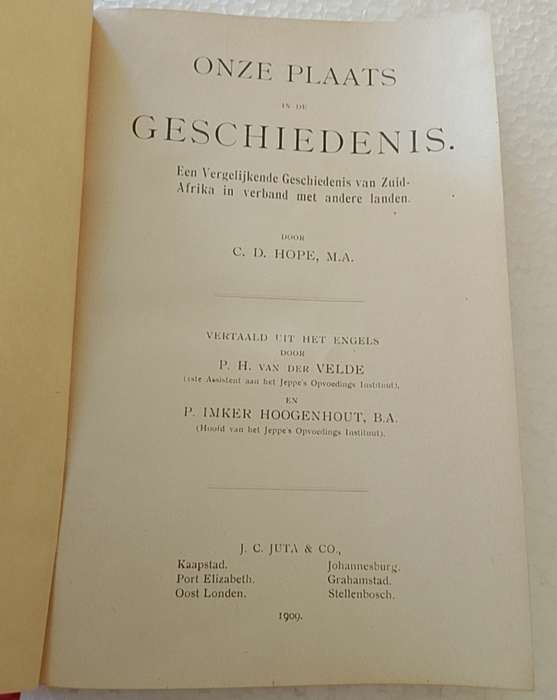 ONZE PLAATS
IN DE
GESCHIEDENIS.
Een Vergelijkende Geschiedenis van Zuid-
Afrika in verband met andere landen.
DOOR
C. D. HOPE, M.A.
VERTAALD UIT HET ENGELS
DOOR
P. H. VAN DER VELDE
(1ste Assistent aan het Jeppe's Opvoedings Instituut),
EN
P. IMKER HOOGENHOUT, B.A.
(Hoofd van het Jeppe's Opvoedings Instituut).
J. C. JUTA & CO.,
Kaapstad. Johannesburg.
Port Elizabeth. Grahamstad.
Oost Londen. Stellenbosch.
1909.